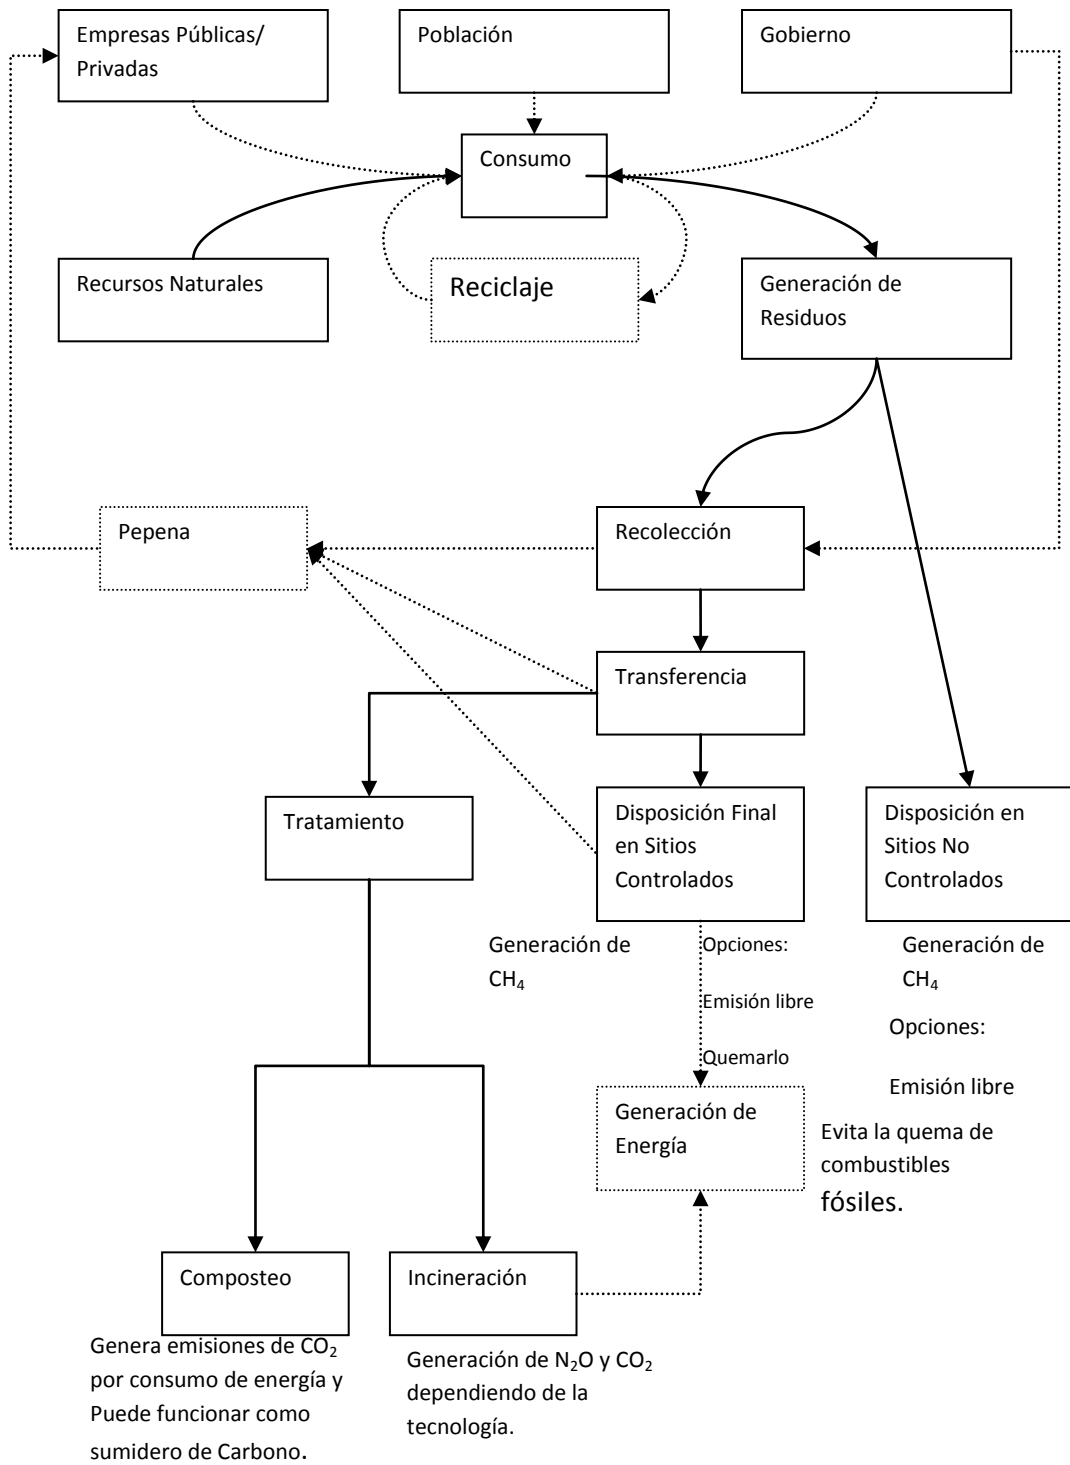 Empresas Públicas/
Privadas
Población
Gobierno
Consumo
Recursos Naturales
Reciclaje
Generación de
Residuos
Pepena
Recolección
Transferencia
Tratamiento
Disposición Final
en Sitios
Controlados
Disposición en
Sitios No
Controlados
Generación de
CH₄
Opciones:
Emisión libre
Quemarlo
Generación de
CH₄
Opciones:
Emisión libre
Generación de
Energía
Evita la quema de
combustibles
fósiles.
Composteo
Incineración
Genera emisiones de CO₂
por consumo de energía y
Puede funcionar como
sumidero de Carbono.
Generación de N₂O y CO₂
dependiendo de la
tecnología.